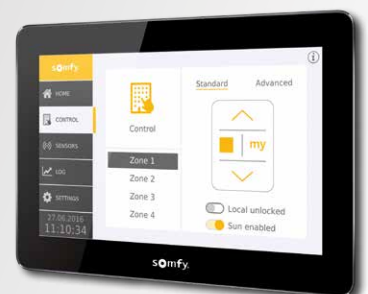 somfy.
HOME
CONTROL
SENSORS
LOG
SETTINGS
27.06.2016
11:10:34
Control
Zone 1
Zone 2
Zone 3
Zone 4
Standard
Advanced
my
Local unlocked
Sun enabled
i
somfy.